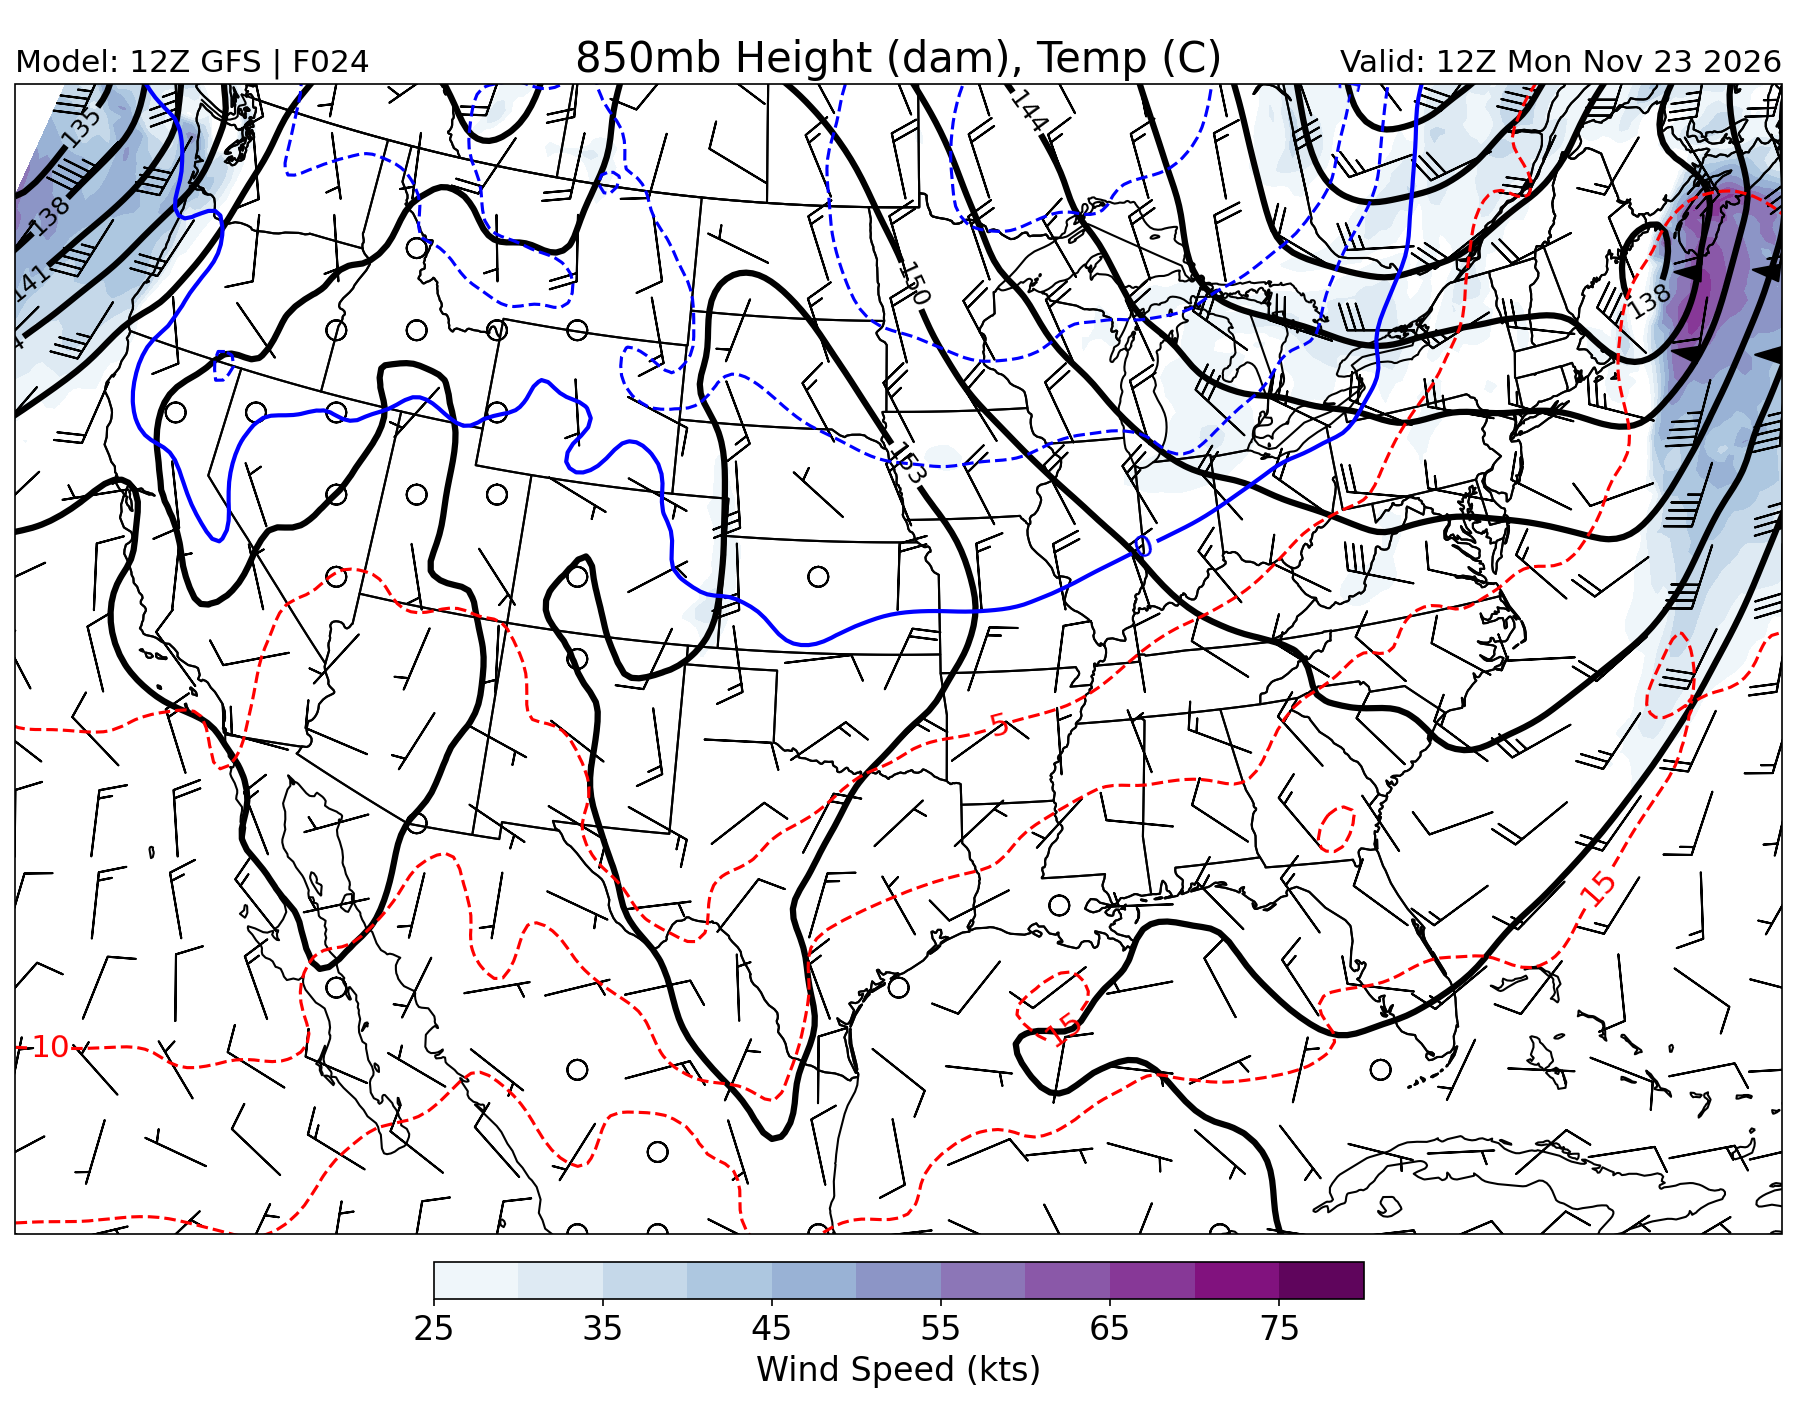 850mb Height (dam), Temp (C)
Model: 12Z GFS | F024
Valid: 12Z Mon Nov 23 2026
135
138
141
144
150
153
138
0
5
15
15
-10
25 35 45 55 65 75
Wind Speed (kts)